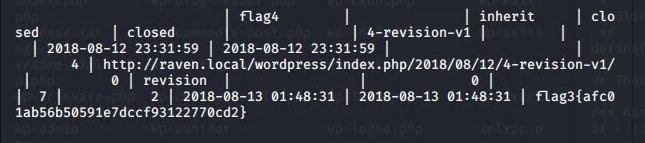 | flag4 | | inherit | clo
sed | closed | | 4-revision-v1 | |
| 2018-08-12 23:31:59 | 2018-08-12 23:31:59 | |
4 | http://raven.local/wordpress/index.php/2018/08/12/4-revision-v1/
| 0 | revision | | 0 |
| 7 | 2 | 2018-08-13 01:48:31 | 2018-08-13 01:48:31 | flag3{afc0
1ab56b50591e7dccf93122770cd2}